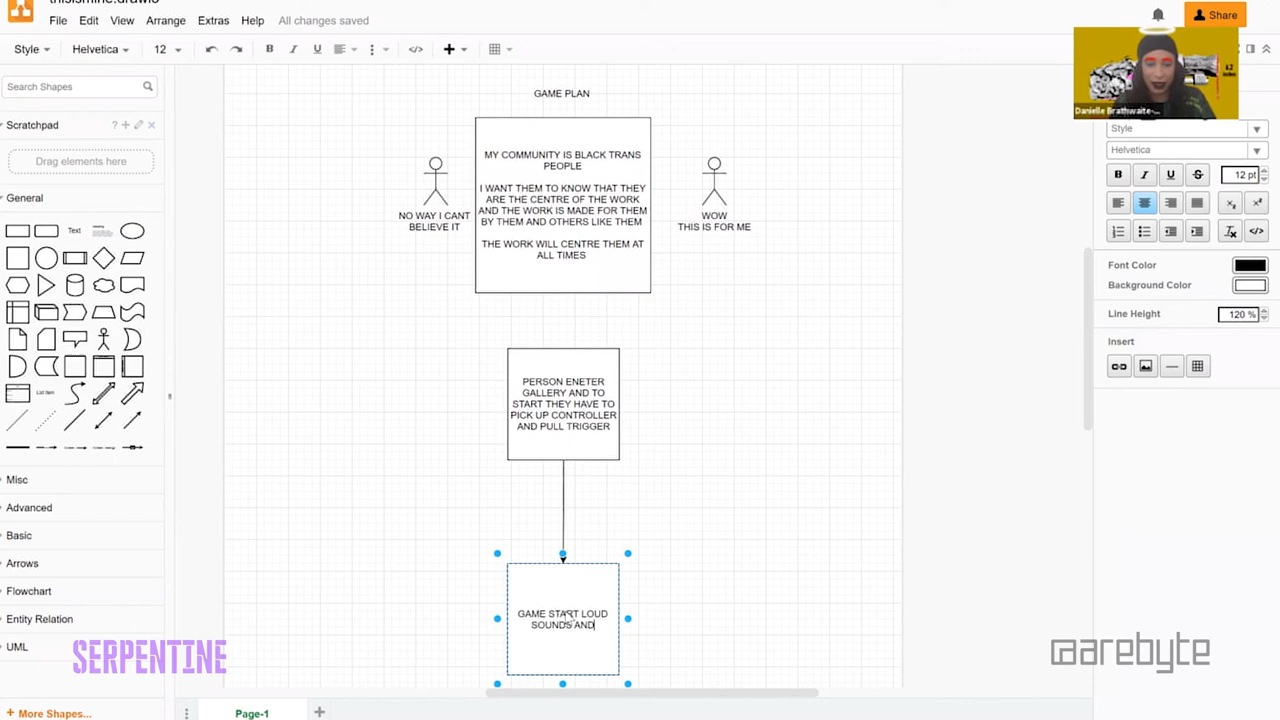 thisismine.drawio
File Edit View Arrange Extras Help All changes saved
Share
Style Helvetica 12 B I U
Search Shapes
Scratchpad
Drag elements here
General
Text
List Item
Misc
Advanced
Basic
Arrows
Flowchart
Entity Relation
UML
More Shapes...
SERPENTINE
GAME PLAN
MY COMMUNITY IS BLACK TRANS
PEOPLE
I WANT THEM TO KNOW THAT THEY
ARE THE CENTRE OF THE WORK
AND THE WORK IS MADE FOR THEM
BY THEM AND OTHERS LIKE THEM
THE WORK WILL CENTRE THEM AT
ALL TIMES
NO WAY I CANT
BELIEVE IT
WOW
THIS IS FOR ME
PERSON ENETER
GALLERY AND TO
START THEY HAVE TO
PICK UP CONTROLLER
AND PULL TRIGGER
GAME START LOUD
SOUNDS AND
Page-1
Danielle Brathwaite-...
Style
Helvetica
B I U S 12 pt
Font Color
Background Color
Line Height 120 %
Insert
@arebyte